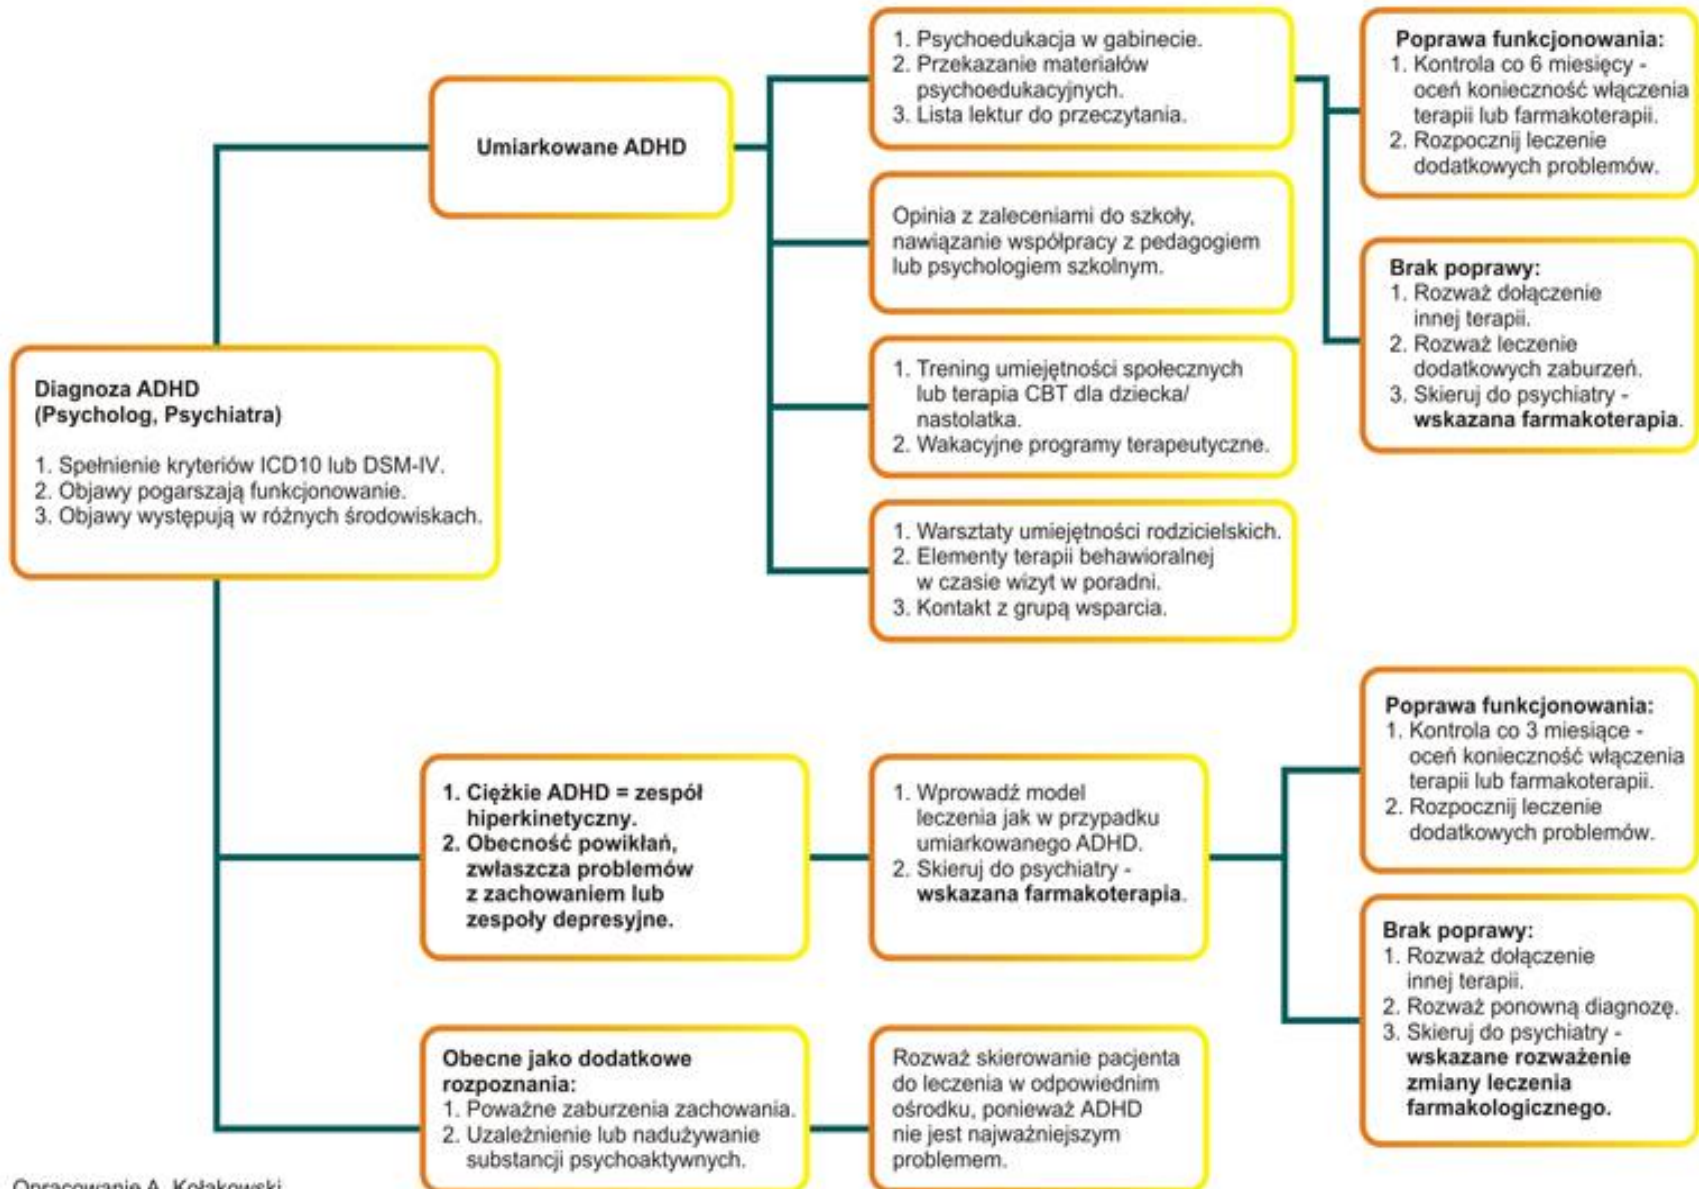 Diagnoza ADHD
(Psycholog, Psychiatra)
1. Spełnienie kryteriów ICD10 lub DSM-IV.
2. Objawy pogarszają funkcjonowanie.
3. Objawy występują w różnych środowiskach.
Umiarkowane ADHD
1. Psychoedukacja w gabinecie.
2. Przekazanie materiałów
psychoedukacyjnych.
3. Lista lektur do przeczytania.
Opinia z zaleceniami do szkoły,
nawiązanie współpracy z pedagogiem
lub psychologiem szkolnym.
1. Trening umiejętności społecznych
lub terapia CBT dla dziecka/
nastolatka.
2. Wakacyjne programy terapeutyczne.
1. Warsztaty umiejętności rodzicielskich.
2. Elementy terapii behawioralnej
w czasie wizyt w poradni.
3. Kontakt z grupą wsparcia.
Poprawa funkcjonowania:
1. Kontrola co 6 miesięcy -
oceń konieczność włączenia
terapii lub farmakoterapii.
2. Rozpocznij leczenie
dodatkowych problemów.
Brak poprawy:
1. Rozważ dołączenie
innej terapii.
2. Rozważ leczenie
dodatkowych zaburzeń.
3. Skieruj do psychiatry -
wskazana farmakoterapia.
1. Ciężkie ADHD = zespół
hiperkinetyczny.
2. Obecność powikłań,
zwłaszcza problemów
z zachowaniem lub
zespoły depresyjne.
1. Wprowadź model
leczenia jak w przypadku
umiarkowanego ADHD.
2. Skieruj do psychiatry -
wskazana farmakoterapia.
Poprawa funkcjonowania:
1. Kontrola co 3 miesiące -
oceń konieczność włączenia
terapii lub farmakoterapii.
2. Rozpocznij leczenie
dodatkowych problemów.
Brak poprawy:
1. Rozważ dołączenie
innej terapii.
2. Rozważ ponowną diagnozę.
3. Skieruj do psychiatry -
wskazane rozważenie
zmiany leczenia
farmakologicznego.
Obecne jako dodatkowe
rozpoznania:
1. Poważne zaburzenia zachowania.
2. Uzależnienie lub nadużywanie
substancji psychoaktywnych.
Rozważ skierowanie pacjenta
do leczenia w odpowiednim
ośrodku, ponieważ ADHD
nie jest najważniejszym
problemem.
Opracowanie A. Kołakowski